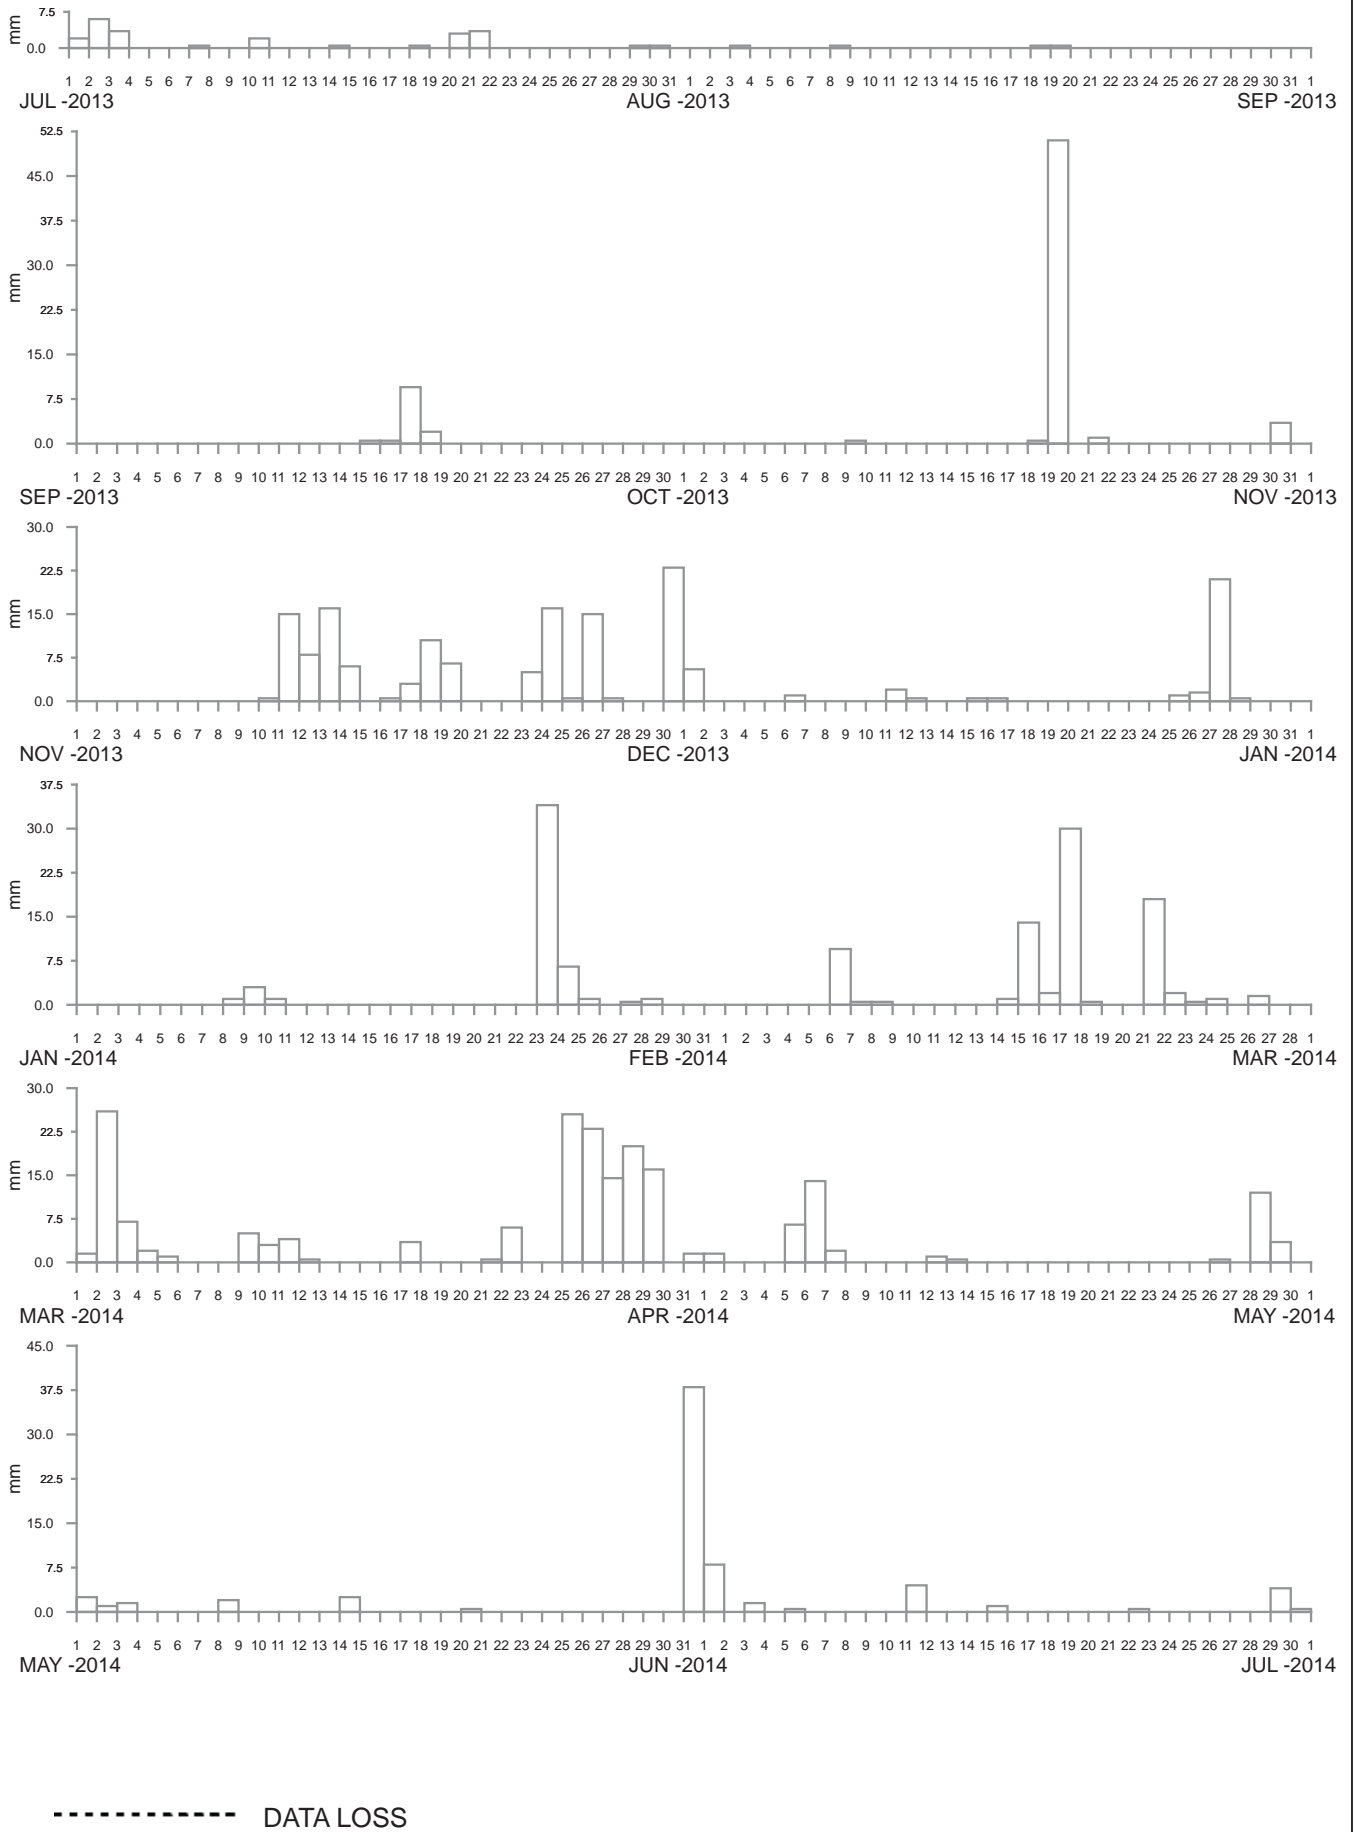 7.5
mm
0.0
1 2 3 4 5 6 7 8 9 10 11 12 13 14 15 16 17 18 19 20 21 22 23 24 25 26 27 28 29 30 31 1 2 3 4 5 6 7 8 9 10 11 12 13 14 15 16 17 18 19 20 21 22 23 24 25 26 27 28 29 30 31 1
JUL -2013 AUG -2013 SEP -2013
52.5
45.0
37.5
30.0
mm
22.5
15.0
7.5
0.0
1 2 3 4 5 6 7 8 9 10 11 12 13 14 15 16 17 18 19 20 21 22 23 24 25 26 27 28 29 30 1 2 3 4 5 6 7 8 9 10 11 12 13 14 15 16 17 18 19 20 21 22 23 24 25 26 27 28 29 30 31 1
SEP -2013 OCT -2013 NOV -2013
30.0
22.5
mm
15.0
7.5
0.0
1 2 3 4 5 6 7 8 9 10 11 12 13 14 15 16 17 18 19 20 21 22 23 24 25 26 27 28 29 30 1 2 3 4 5 6 7 8 9 10 11 12 13 14 15 16 17 18 19 20 21 22 23 24 25 26 27 28 29 30 31 1
NOV -2013 DEC -2013 JAN -2014
37.5
30.0
22.5
mm
15.0
7.5
0.0
1 2 3 4 5 6 7 8 9 10 11 12 13 14 15 16 17 18 19 20 21 22 23 24 25 26 27 28 29 30 31 1 2 3 4 5 6 7 8 9 10 11 12 13 14 15 16 17 18 19 20 21 22 23 24 25 26 27 28 1
JAN -2014 FEB -2014 MAR -2014
30.0
22.5
mm
15.0
7.5
0.0
1 2 3 4 5 6 7 8 9 10 11 12 13 14 15 16 17 18 19 20 21 22 23 24 25 26 27 28 29 30 31 1 2 3 4 5 6 7 8 9 10 11 12 13 14 15 16 17 18 19 20 21 22 23 24 25 26 27 28 29 30 1
MAR -2014 APR -2014 MAY -2014
45.0
37.5
30.0
22.5
mm
15.0
7.5
0.0
1 2 3 4 5 6 7 8 9 10 11 12 13 14 15 16 17 18 19 20 21 22 23 24 25 26 27 28 29 30 31 1 2 3 4 5 6 7 8 9 10 11 12 13 14 15 16 17 18 19 20 21 22 23 24 25 26 27 28 29 30 1
MAY -2014 JUN -2014 JUL -2014
DATA LOSS